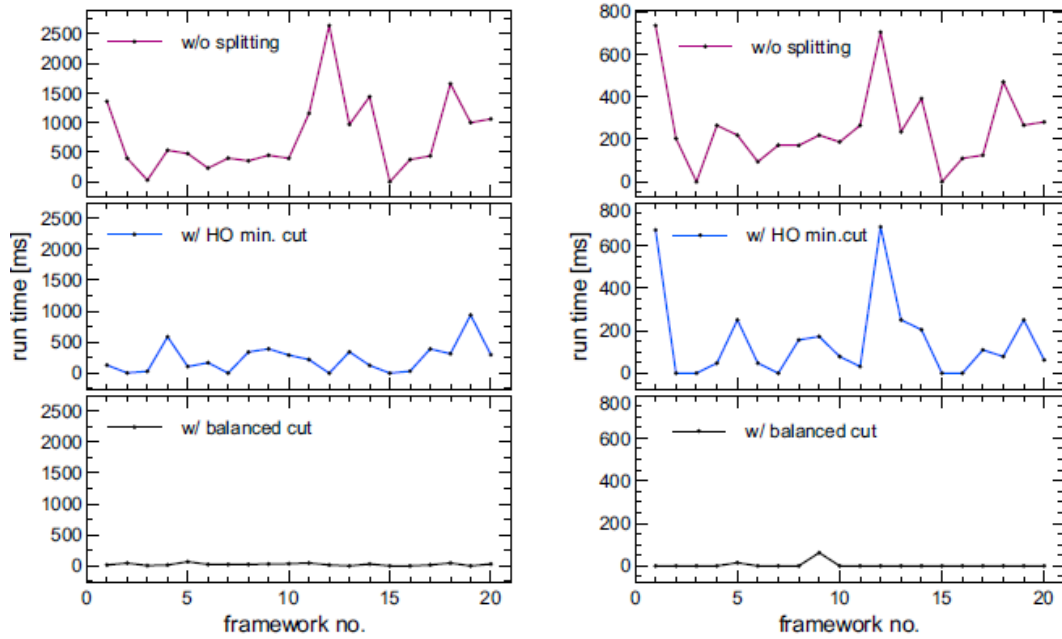 w/o splitting
2500
2000
1500
1000
500
0
w/ HO min. cut
2500
2000
1500
1000
500
0
w/ balanced cut
2500
2000
1500
1000
500
0
run time [ms]
0 5 10 15 20
framework no.
w/o splitting
800
600
400
200
0
w/ HO min.cut
800
600
400
200
0
w/ balanced cut
800
600
400
200
0
run time [ms]
0 5 10 15 20
framework no.